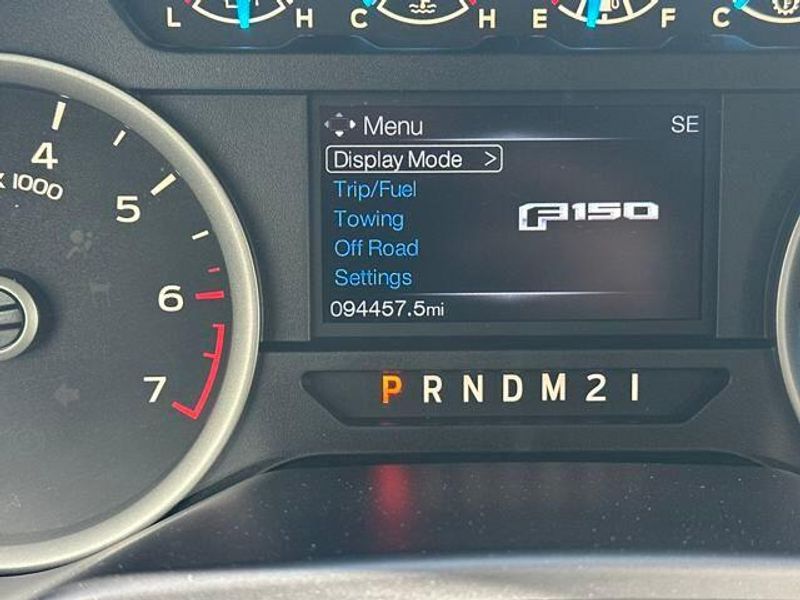 L H C H E F C
Menu SE
4
X 1000
Display Mode >
5
Trip/Fuel
F150
Towing
Off Road
Settings
6
094457.5mi
7
P R N D M 2 1